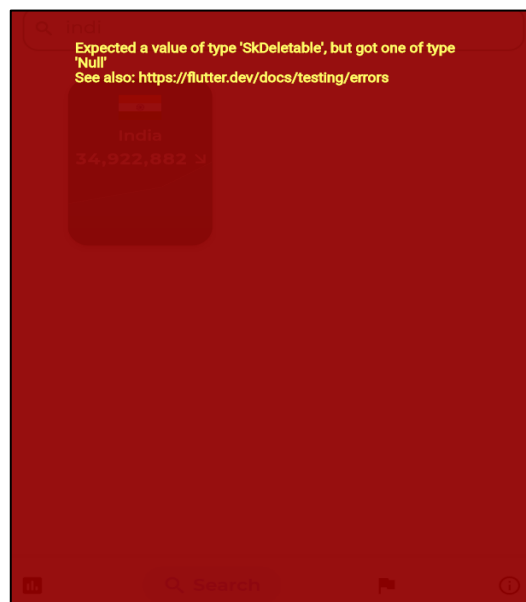 indi
Expected a value of type 'SkDeletable', but got one of type
'Null'
See also: https://flutter.dev/docs/testing/errors
India
34,922,882
Search